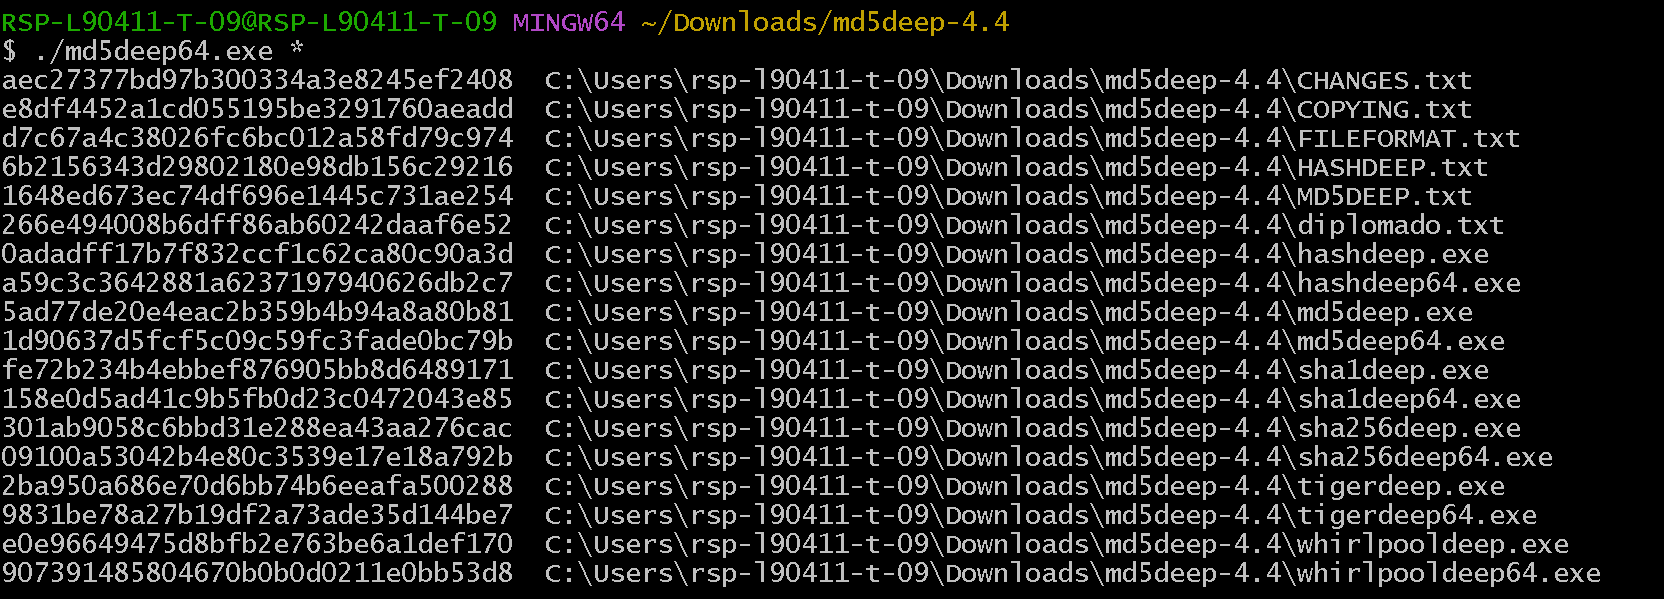 RSP-L90411-T-09@RSP-L90411-T-09 MINGW64 ~/Downloads/md5deep-4.4
$ ./md5deep64.exe *
aec27377bd97b300334a3e8245ef2408  C:\Users\rsp-l90411-t-09\Downloads\md5deep-4.4\CHANGES.txt
e8df4452a1cd055195be3291760aeadd  C:\Users\rsp-l90411-t-09\Downloads\md5deep-4.4\COPYING.txt
d7c67a4c38026fc6bc012a58fd79c974  C:\Users\rsp-l90411-t-09\Downloads\md5deep-4.4\FILEFORMAT.txt
6b2156343d29802180e98db156c29216  C:\Users\rsp-l90411-t-09\Downloads\md5deep-4.4\HASHDEEP.txt
1648ed673ec74df696e1445c731ae254  C:\Users\rsp-l90411-t-09\Downloads\md5deep-4.4\MD5DEEP.txt
266e494008b6dff86ab60242daaf6e52  C:\Users\rsp-l90411-t-09\Downloads\md5deep-4.4\diplomado.txt
0adadff17b7f832ccf1c62ca80c90a3d  C:\Users\rsp-l90411-t-09\Downloads\md5deep-4.4\hashdeep.exe
a59c3c3642881a6237197940626db2c7  C:\Users\rsp-l90411-t-09\Downloads\md5deep-4.4\hashdeep64.exe
5ad77de20e4eac2b359b4b94a8a80b81  C:\Users\rsp-l90411-t-09\Downloads\md5deep-4.4\md5deep.exe
1d90637d5fcf5c09c59fc3fade0bc79b  C:\Users\rsp-l90411-t-09\Downloads\md5deep-4.4\md5deep64.exe
fe72b234b4ebbef876905bb8d6489171  C:\Users\rsp-l90411-t-09\Downloads\md5deep-4.4\sha1deep.exe
158e0d5ad41c9b5fb0d23c0472043e85  C:\Users\rsp-l90411-t-09\Downloads\md5deep-4.4\sha1deep64.exe
301ab9058c6bbd31e288ea43aa276cac  C:\Users\rsp-l90411-t-09\Downloads\md5deep-4.4\sha256deep.exe
09100a53042b4e80c3539e17e18a792b  C:\Users\rsp-l90411-t-09\Downloads\md5deep-4.4\sha256deep64.exe
2ba950a686e70d6bb74b6eeafa500288  C:\Users\rsp-l90411-t-09\Downloads\md5deep-4.4\tigerdeep.exe
9831be78a27b19df2a73ade35d144be7  C:\Users\rsp-l90411-t-09\Downloads\md5deep-4.4\tigerdeep64.exe
e0e96649475d8bfb2e763be6a1def170  C:\Users\rsp-l90411-t-09\Downloads\md5deep-4.4\whirlpooldeep.exe
907391485804670b0b0d0211e0bb53d8  C:\Users\rsp-l90411-t-09\Downloads\md5deep-4.4\whirlpooldeep64.exe